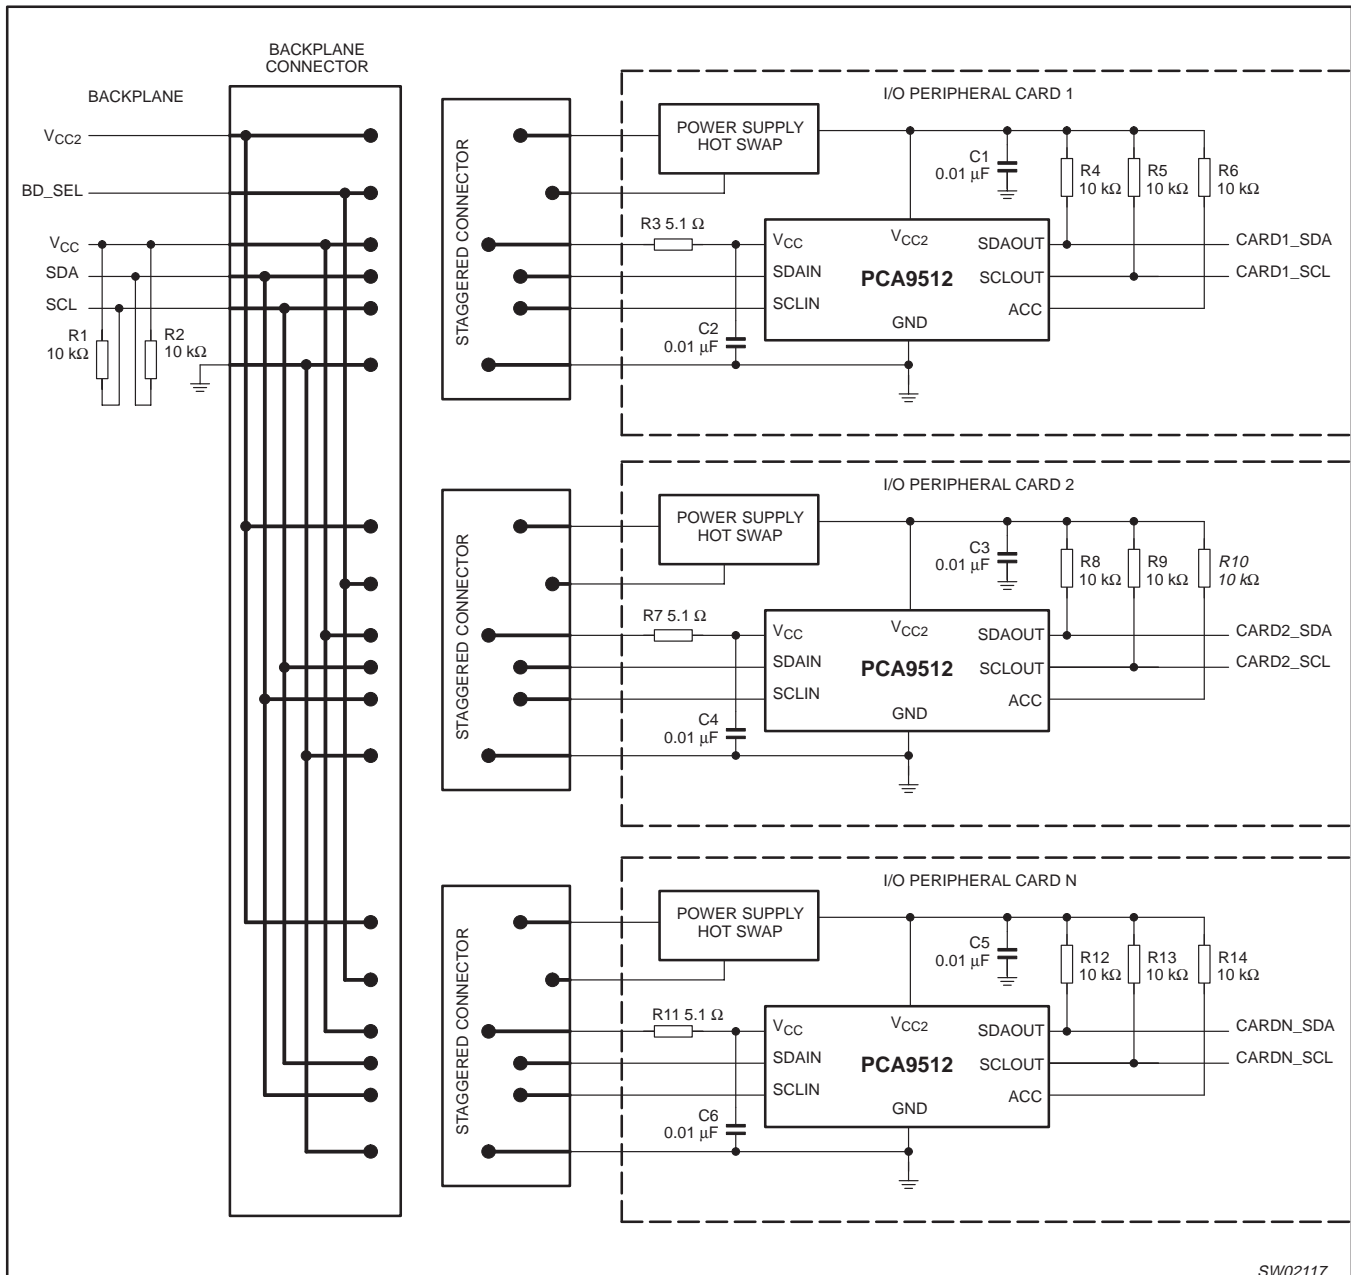 BACKPLANE
CONNECTOR
BACKPLANE
VCC2
BD_SEL
VCC
SDA
SCL
R1
10 kΩ
R2
10 kΩ
STAGGERED CONNECTOR
I/O PERIPHERAL CARD 1
POWER SUPPLY
HOT SWAP
C1
0.01 μF
R4
10 kΩ
R5
10 kΩ
R6
10 kΩ
R3 5.1 Ω
VCC
VCC2
SDAOUT
CARD1_SDA
SDAIN
PCA9512
SCLOUT
CARD1_SCL
SCLIN
ACC
GND
C2
0.01 μF
STAGGERED CONNECTOR
I/O PERIPHERAL CARD 2
POWER SUPPLY
HOT SWAP
C3
0.01 μF
R8
10 kΩ
R9
10 kΩ
R10
10 kΩ
R7 5.1 Ω
VCC
VCC2
SDAOUT
CARD2_SDA
SDAIN
PCA9512
SCLOUT
CARD2_SCL
SCLIN
ACC
GND
C4
0.01 μF
STAGGERED CONNECTOR
I/O PERIPHERAL CARD N
POWER SUPPLY
HOT SWAP
C5
0.01 μF
R12
10 kΩ
R13
10 kΩ
R14
10 kΩ
R11 5.1 Ω
VCC
VCC2
SDAOUT
CARDN_SDA
SDAIN
PCA9512
SCLOUT
CARDN_SCL
SCLIN
ACC
GND
C6
0.01 μF
SW02117